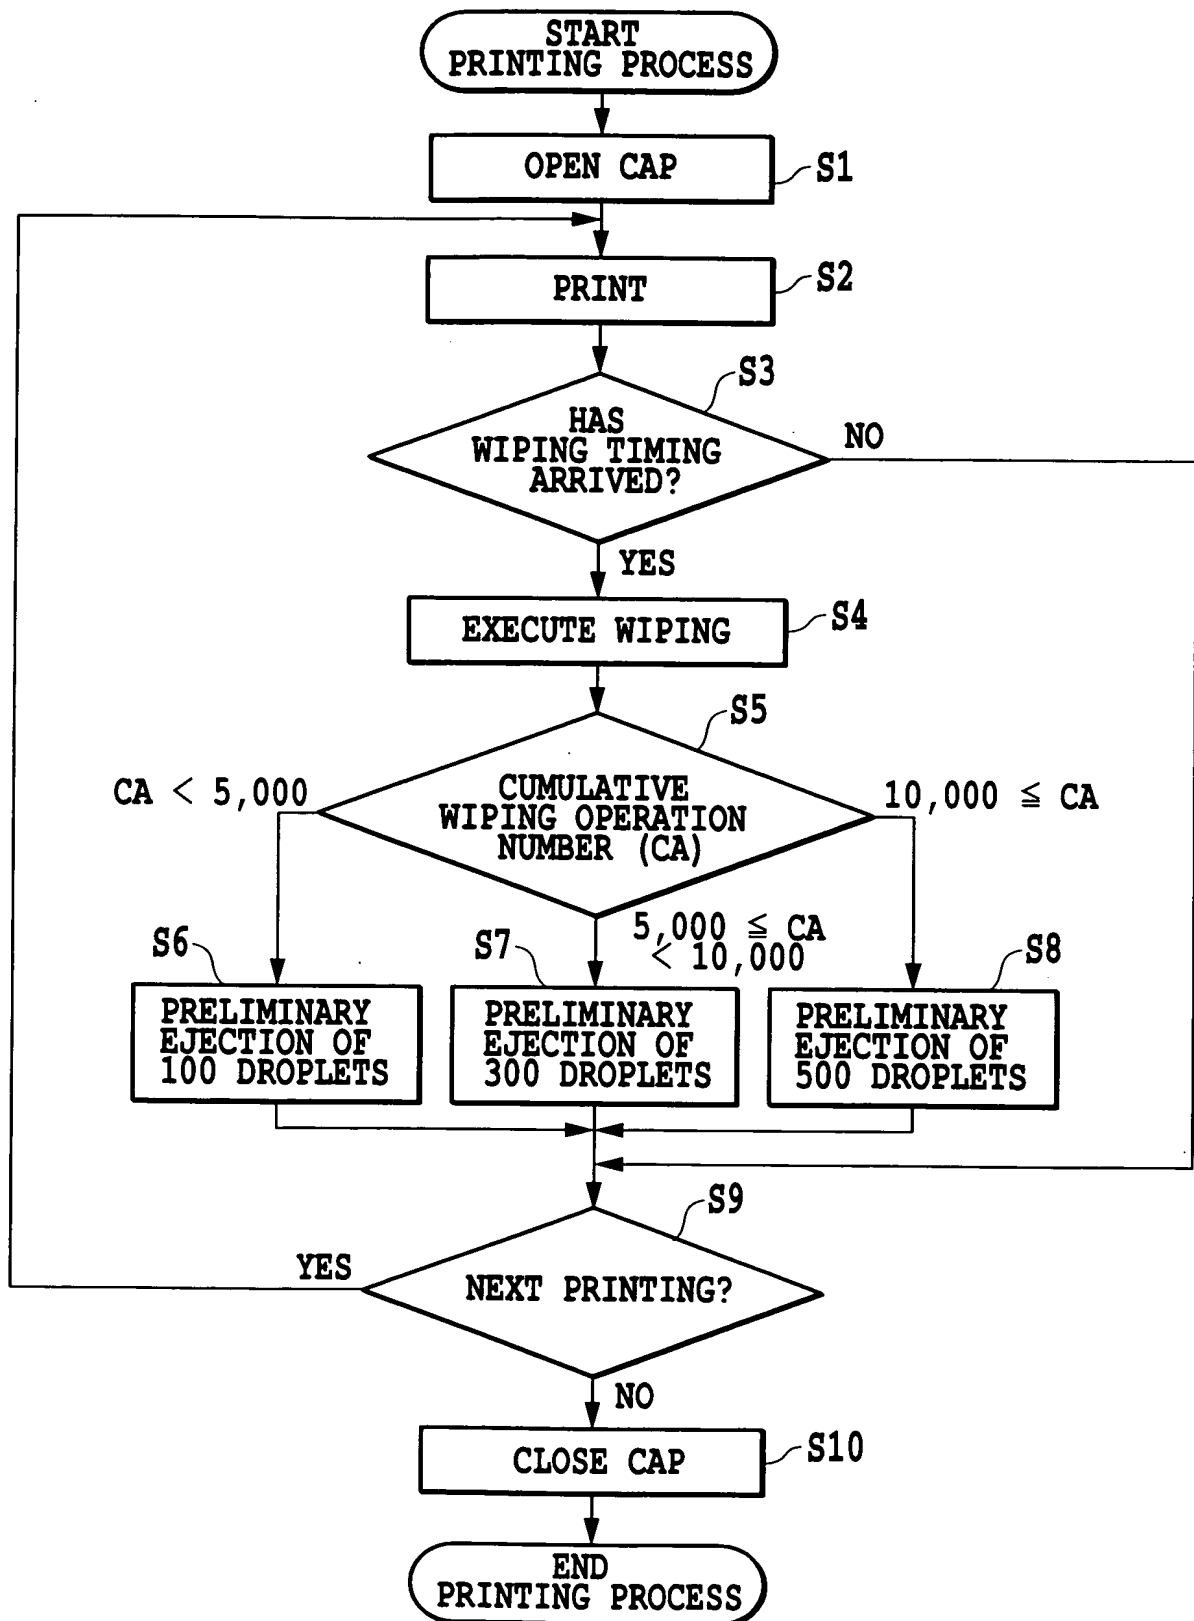 START
PRINTING PROCESS
OPEN CAP
S1
PRINT
S2
S3
HAS
WIPING TIMING
ARRIVED?
NO
YES
EXECUTE WIPING
S4
S5
CUMULATIVE
WIPING OPERATION
NUMBER (CA)
CA < 5,000
10,000 ≦ CA
5,000 ≦ CA
< 10,000
S6
PRELIMINARY
EJECTION OF
100 DROPLETS
S7
PRELIMINARY
EJECTION OF
300 DROPLETS
S8
PRELIMINARY
EJECTION OF
500 DROPLETS
S9
NEXT PRINTING?
YES
NO
CLOSE CAP
S10
END
PRINTING PROCESS